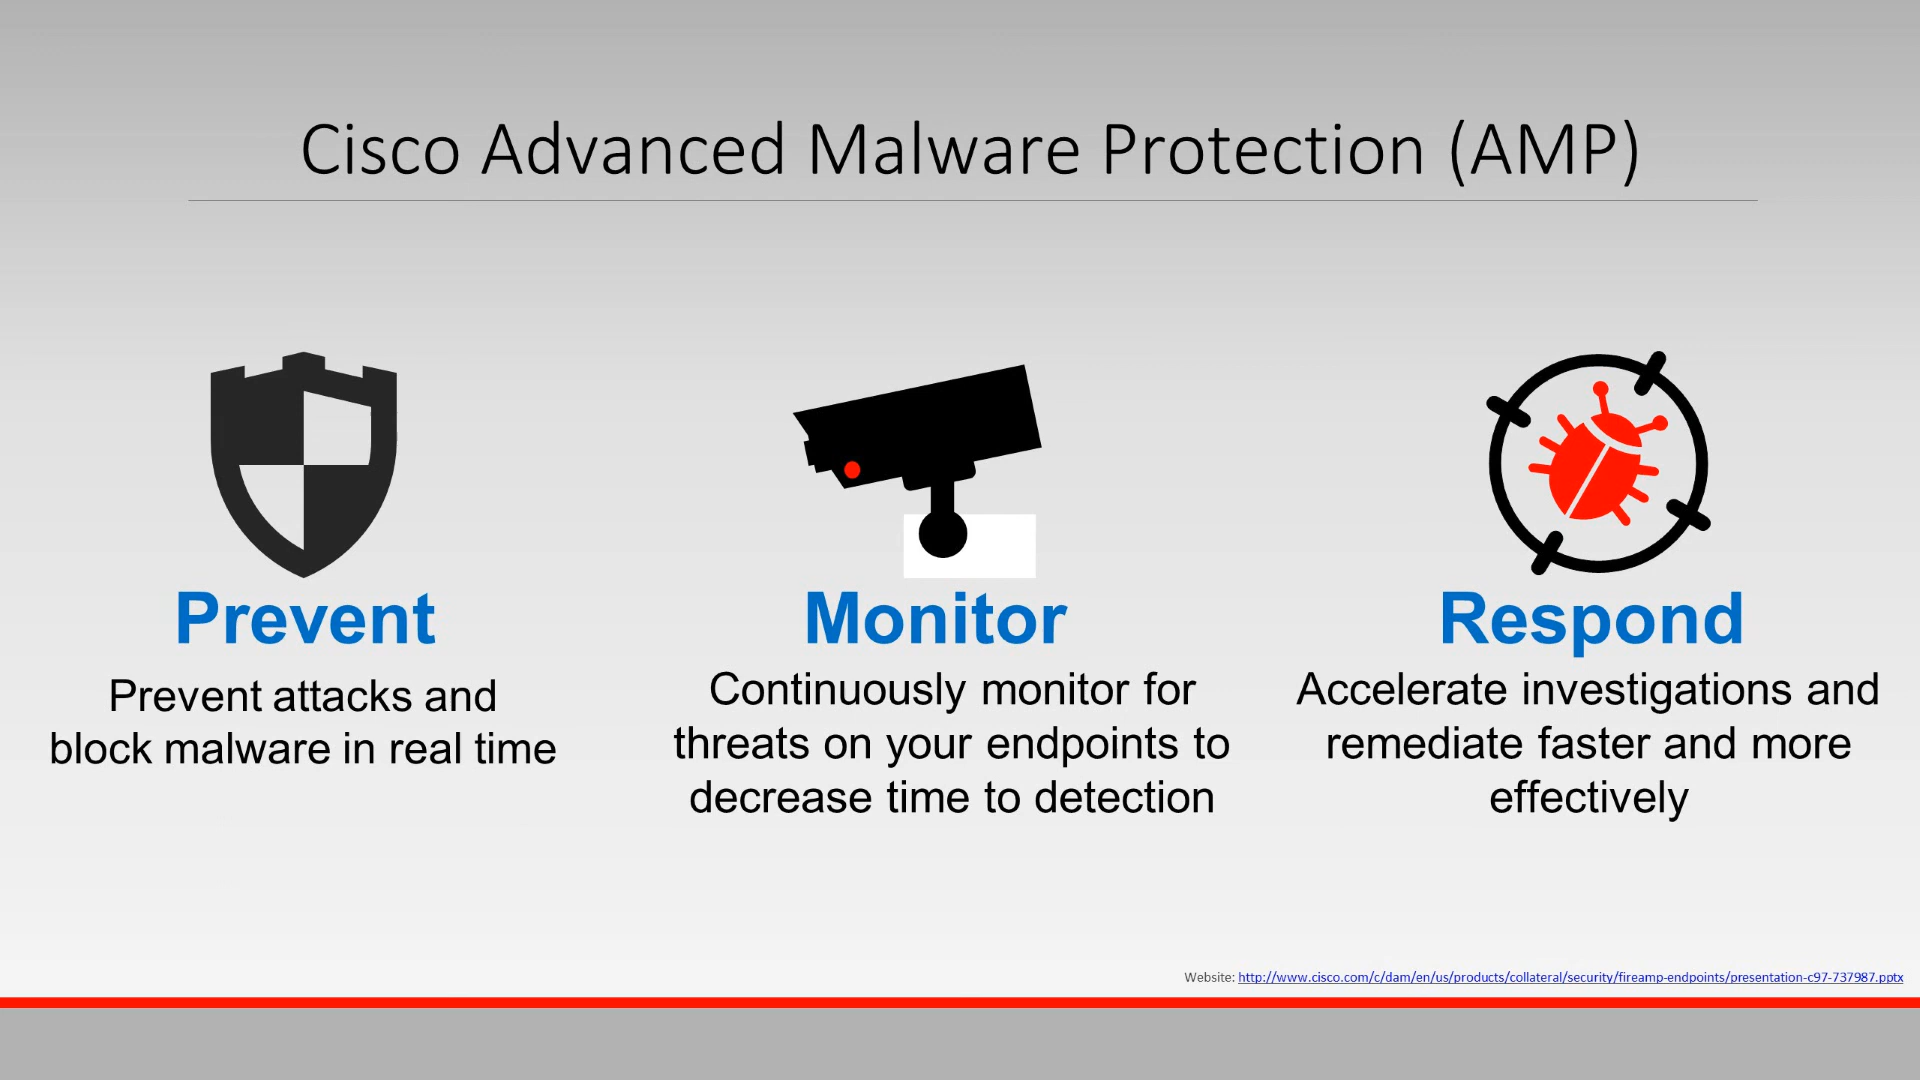 Cisco Advanced Malware Protection (AMP)
Prevent
Prevent attacks and
block malware in real time
Monitor
Continuously monitor for
threats on your endpoints to
decrease time to detection
Respond
Accelerate investigations and
remediate faster and more
effectively
Website: http://www.cisco.com/c/dam/en/us/products/collateral/security/fireamp-endpoints/presentation-c97-737987.pptx